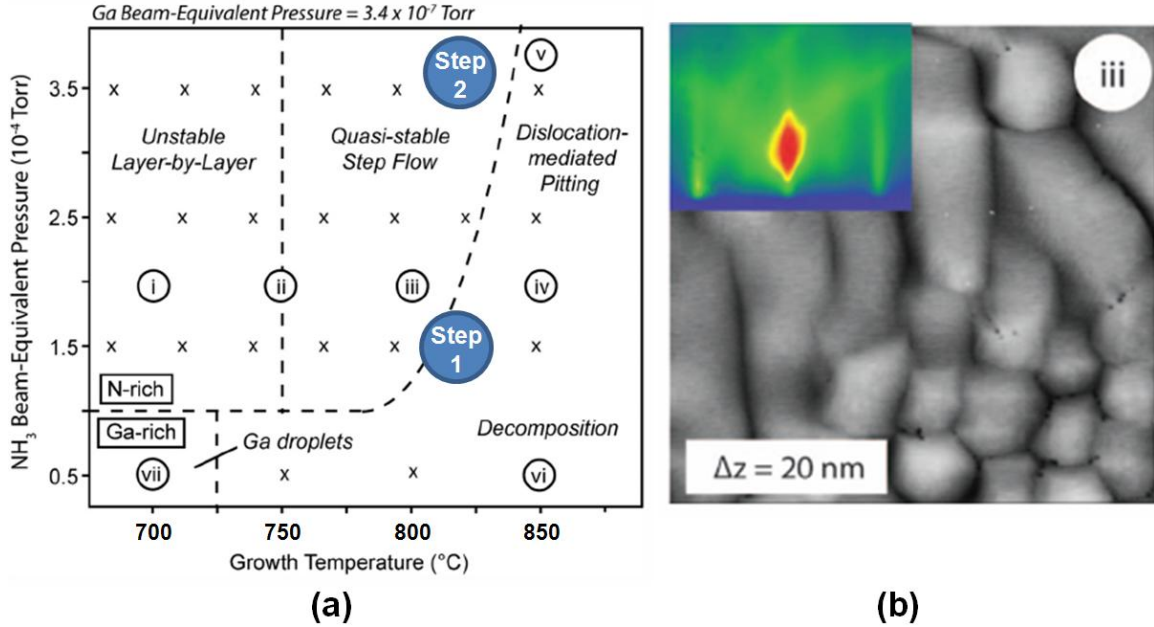 Ga Beam-Equivalent Pressure = 3.4 x 10⁻⁷ Torr
NH₃ Beam-Equivalent Pressure (10⁻⁴ Torr)
3.5
2.5
1.5
0.5
x x x x x x
Step
2
v
Unstable
Layer-by-Layer
Quasi-stable
Step Flow
Dislocation-
mediated
Pitting
x x x x x x x
i
ii
iii
iv
x x x x x x
Step
1
N-rich
Ga-rich
Ga droplets
Decomposition
vii
x x
vi
700
750
800
850
Growth Temperature (°C)
(a)
iii
Δz = 20 nm
(b)